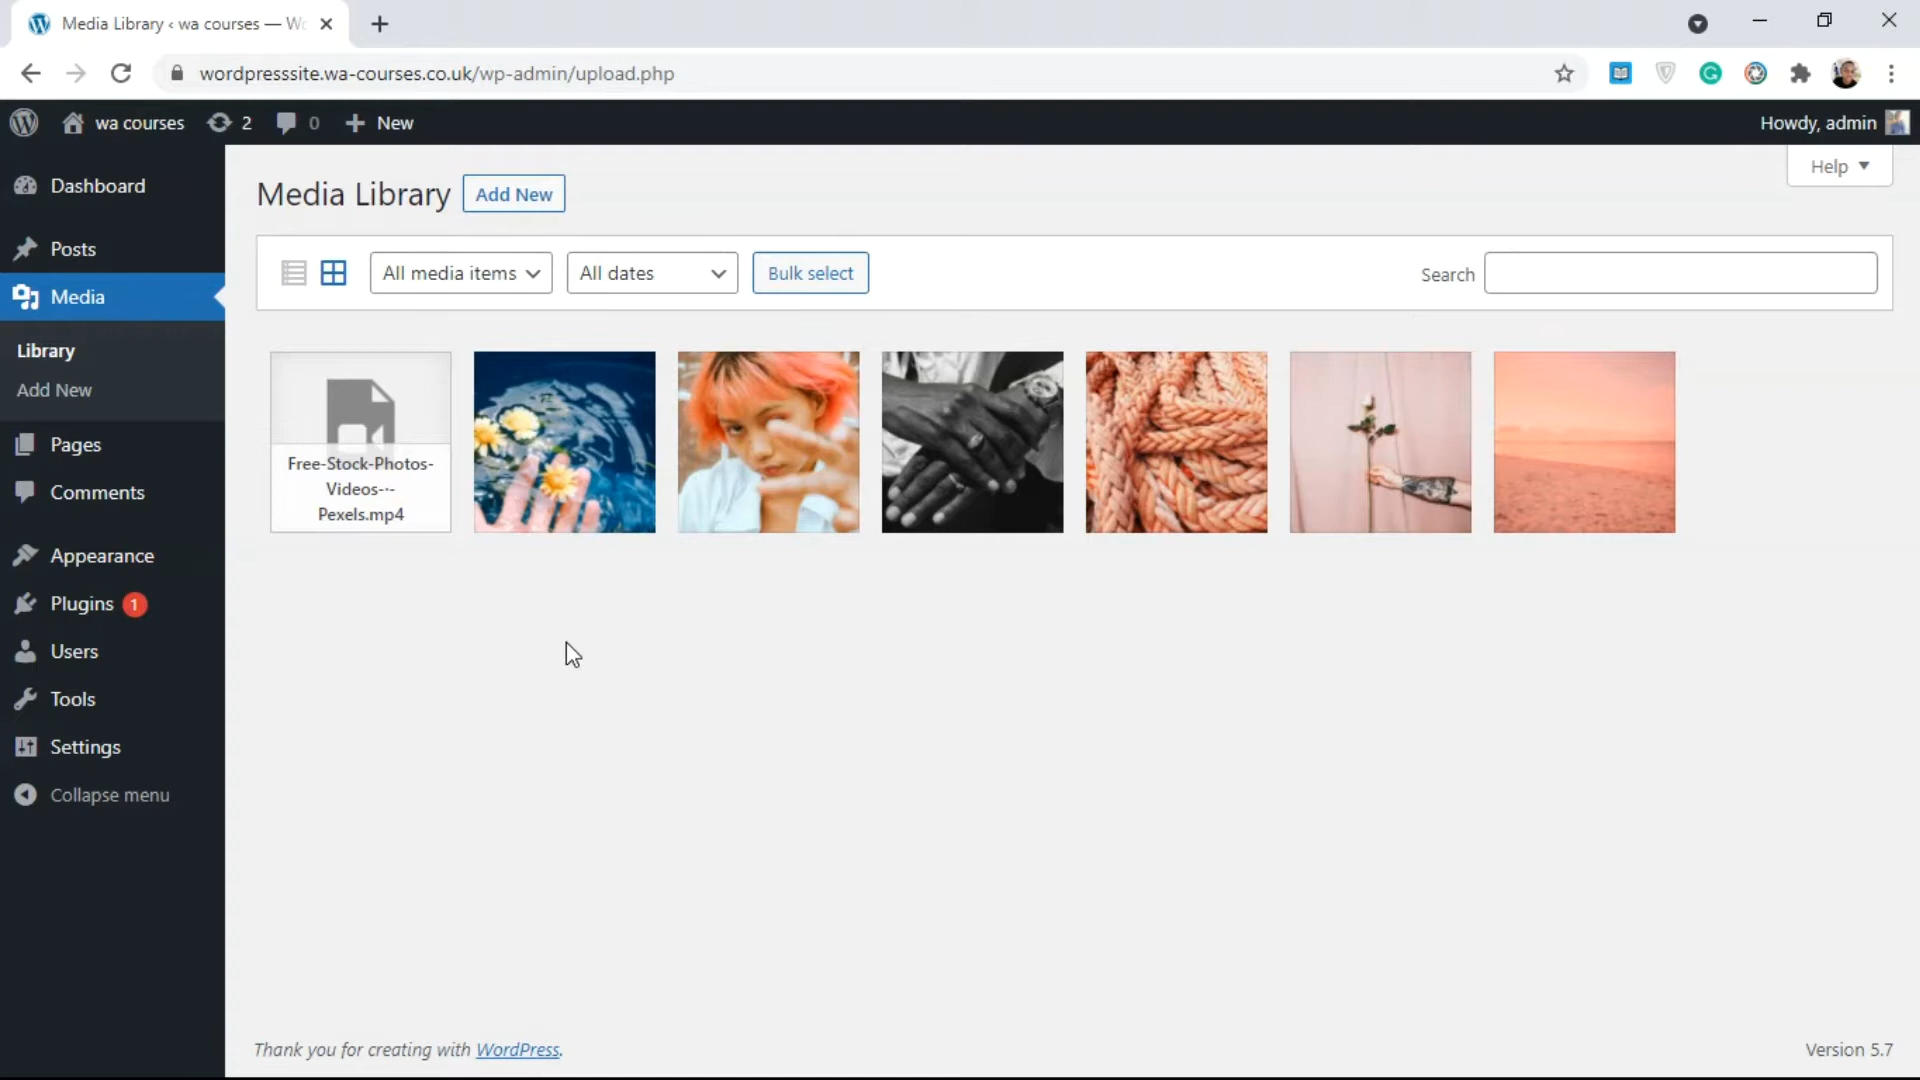 Media Library ‹ wa courses — W
wordpresssite.wa-courses.co.uk/wp-admin/upload.php
wa courses
2
0
New
Howdy, admin
Dashboard
Posts
Media
Library
Add New
Pages
Comments
Appearance
Plugins 1
Users
Tools
Settings
Collapse menu
Media Library
Add New
Help
All media items
All dates
Bulk select
Search
Free-Stock-Photos-
Videos-·-
Pexels.mp4
Thank you for creating with WordPress.
Version 5.7